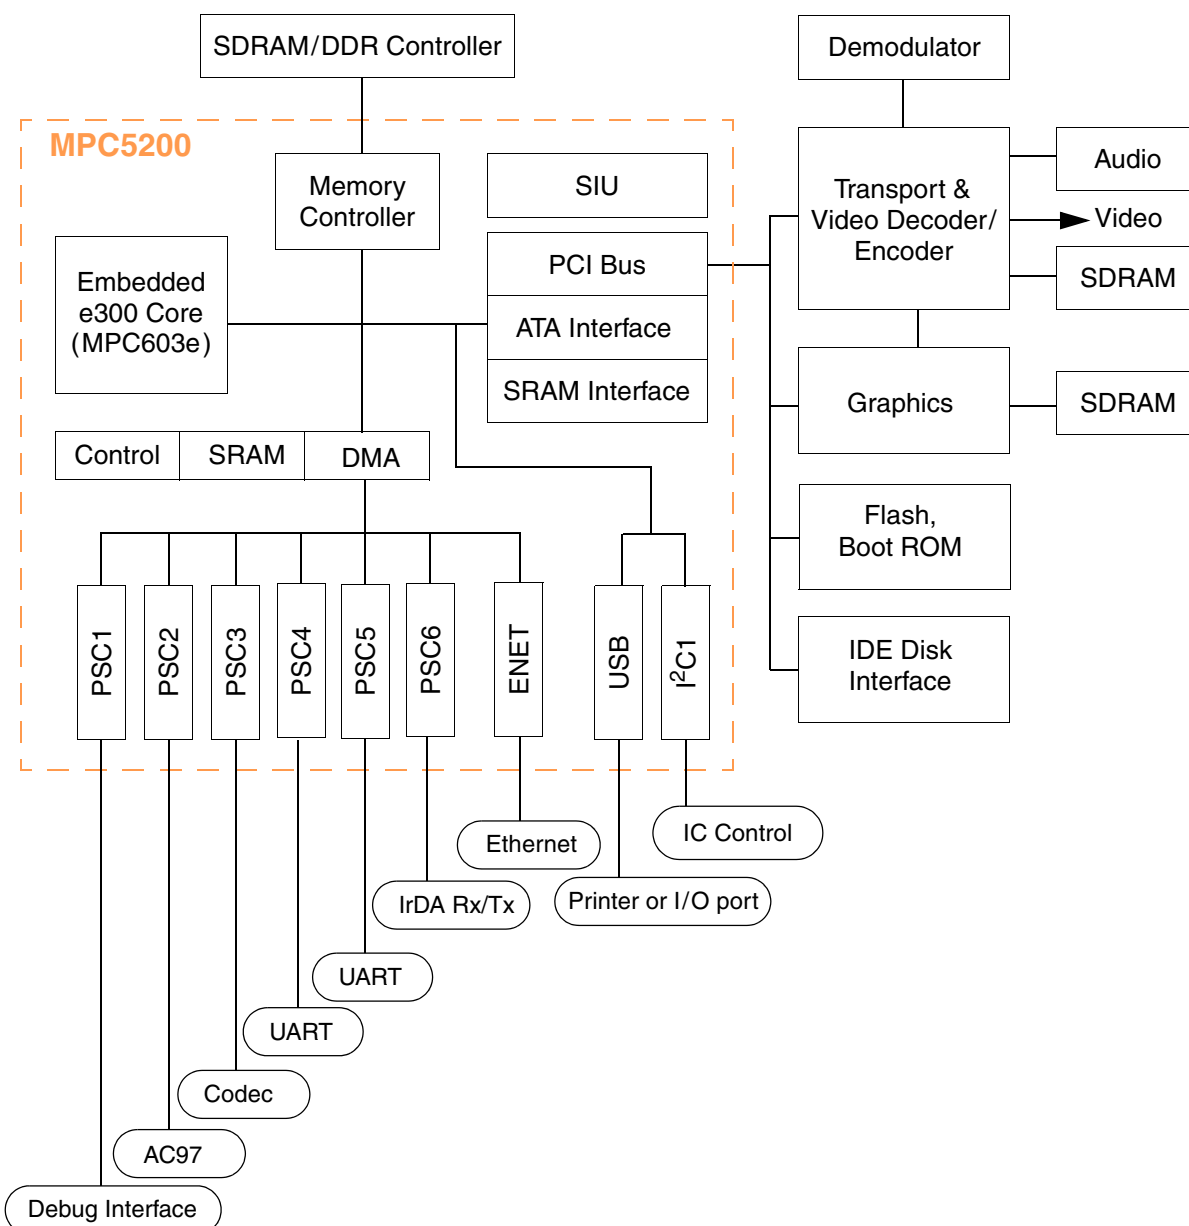 SDRAM/DDR Controller
Demodulator
MPC5200
Memory
Controller
SIU
Transport &
Video Decoder/
Encoder
Audio
Video
SDRAM
Embedded
e300 Core
(MPC603e)
PCI Bus
ATA Interface
SRAM Interface
Graphics
SDRAM
Control
SRAM
DMA
Flash,
Boot ROM
PSC1
PSC2
PSC3
PSC4
PSC5
PSC6
ENET
USB
I²C1
IDE Disk
Interface
Ethernet
IC Control
IrDA Rx/Tx
Printer or I/O port
UART
UART
Codec
AC97
Debug Interface